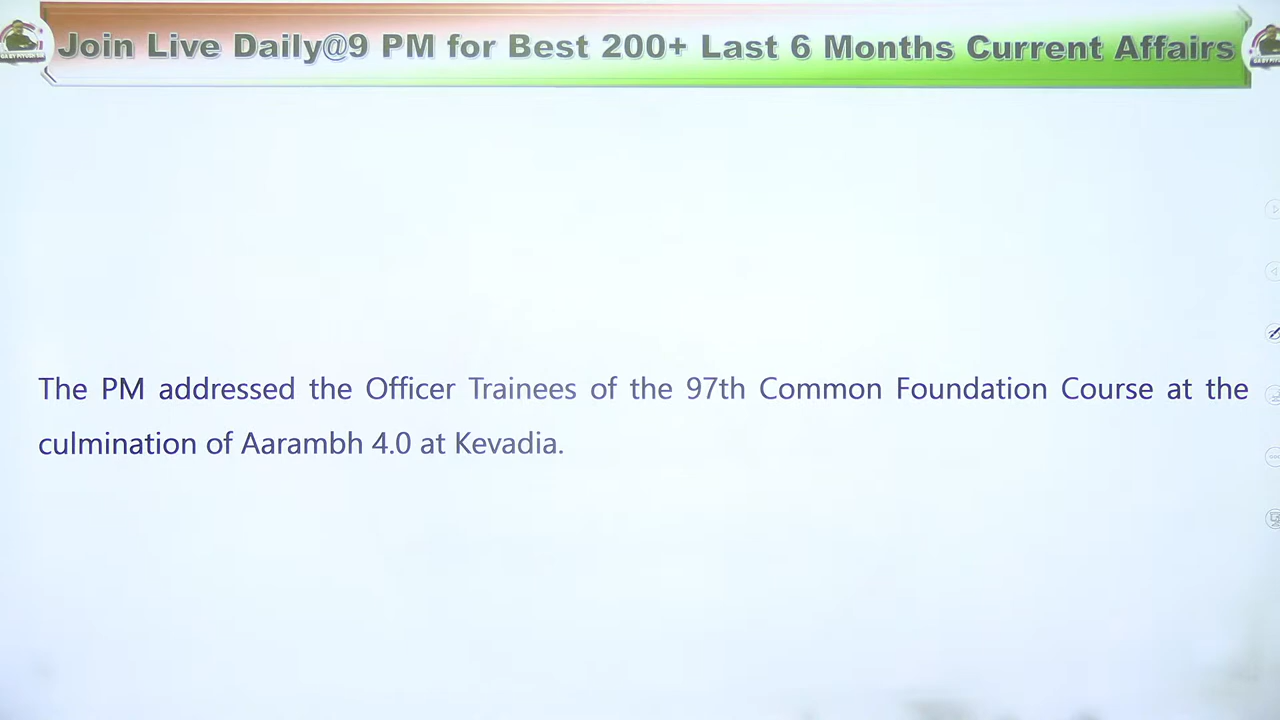 Join Live Daily@9 PM for Best 200+ Last 6 Months Current Affairs
The PM addressed the Officer Trainees of the 97th Common Foundation Course at the
culmination of Aarambh 4.0 at Kevadia.